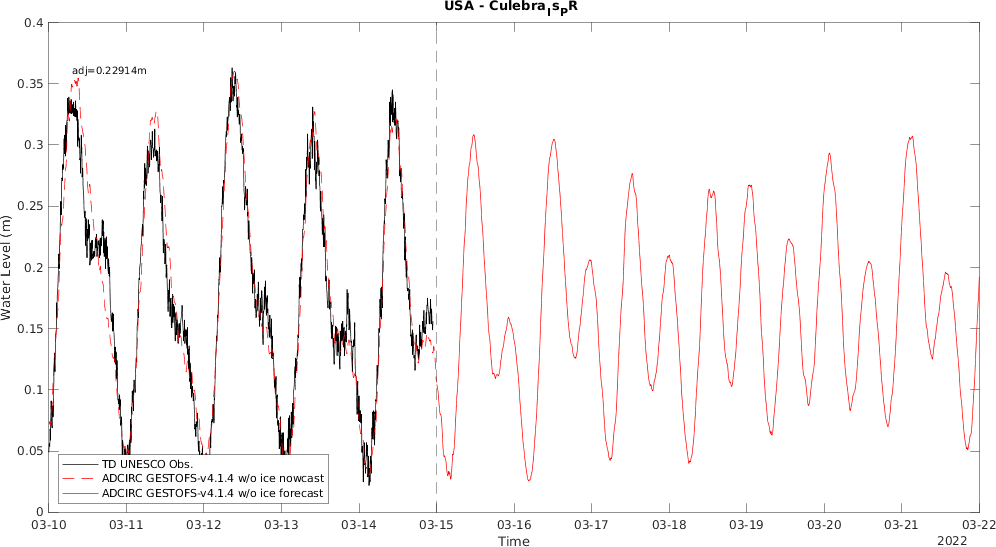 USA - CulebraIsPR
0.4
0.35
0.3
0.25
0.2
0.15
0.1
0.05
0
Water Level (m)
adj=0.22914m
TD UNESCO Obs.
ADCIRC GESTOFS-v4.1.4 w/o ice nowcast
ADCIRC GESTOFS-v4.1.4 w/o ice forecast
03-10 03-11 03-12 03-13 03-14 03-15 03-16 03-17 03-18 03-19 03-20 03-21 03-22
Time
2022